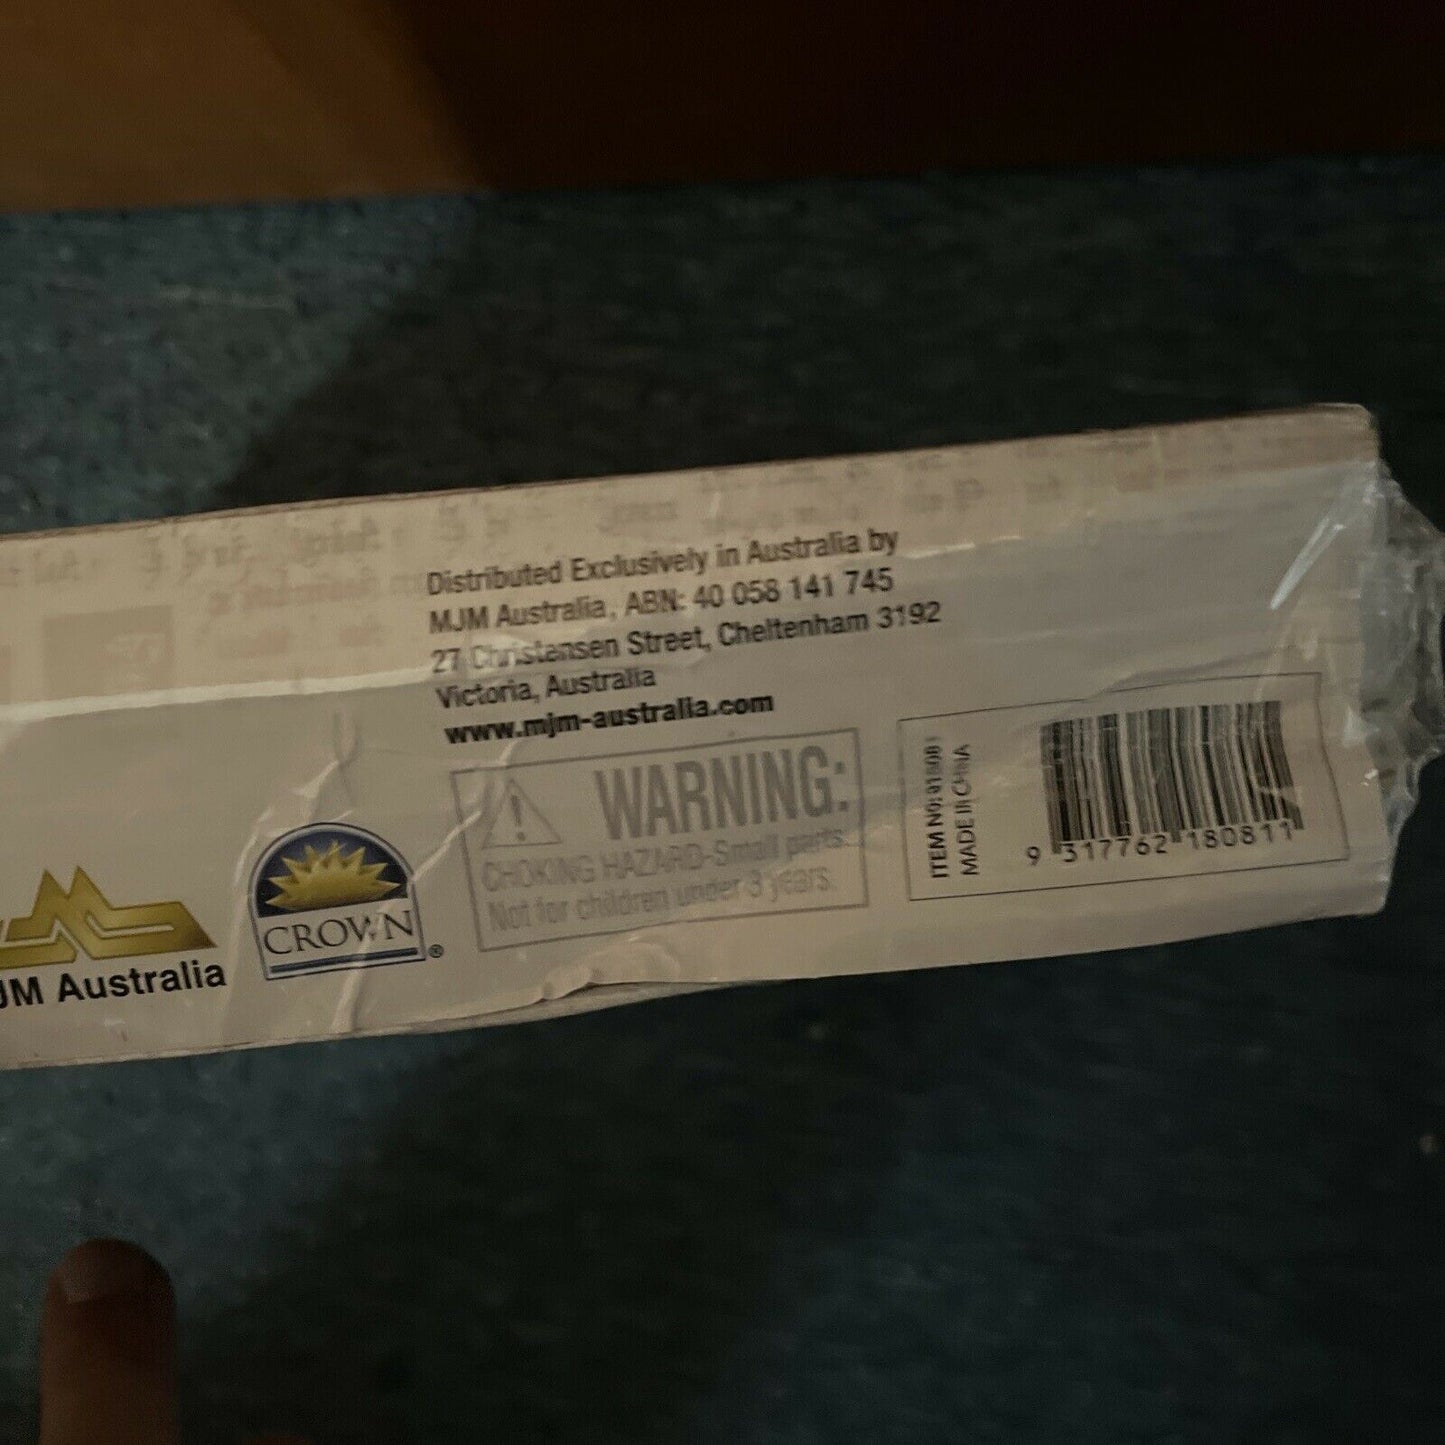 Distributed Exclusively in Australia by
MJM Australia, ABN: 40 058 141 745
27 Christansen Street, Cheltenham 3192
Victoria, Australia
www.mjm-australia.com
WARNING:
CHOKING HAZARD-Small parts.
Not for children under 3 years.
JM Australia
CROWN®
ITEM NO:
MADE IN CHINA
9 317762 180811